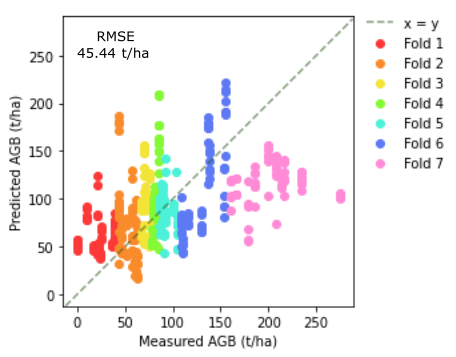 RMSE
45.44 t/ha
x = y
Fold 1
Fold 2
Fold 3
Fold 4
Fold 5
Fold 6
Fold 7
Predicted AGB (t/ha)
250
200
150
100
50
0
0 50 100 150 200 250
Measured AGB (t/ha)